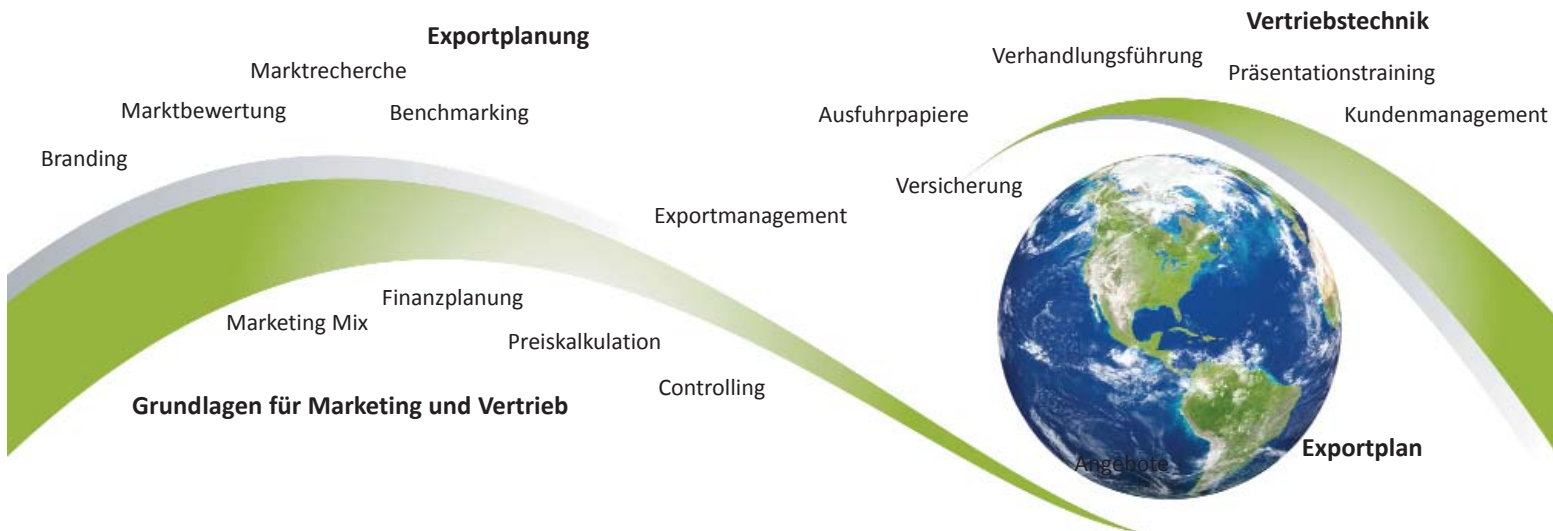 Exportplanung
Marktrecherche
Marktbewertung
Benchmarking
Branding
Marketing Mix
Finanzplanung
Preiskalkulation
Controlling
Grundlagen für Marketing und Vertrieb
Exportmanagement
Vertriebstechnik
Verhandlungsführung
Präsentationstraining
Ausfuhrpapiere
Kundenmanagement
Versicherung
Exportplan
Angebote